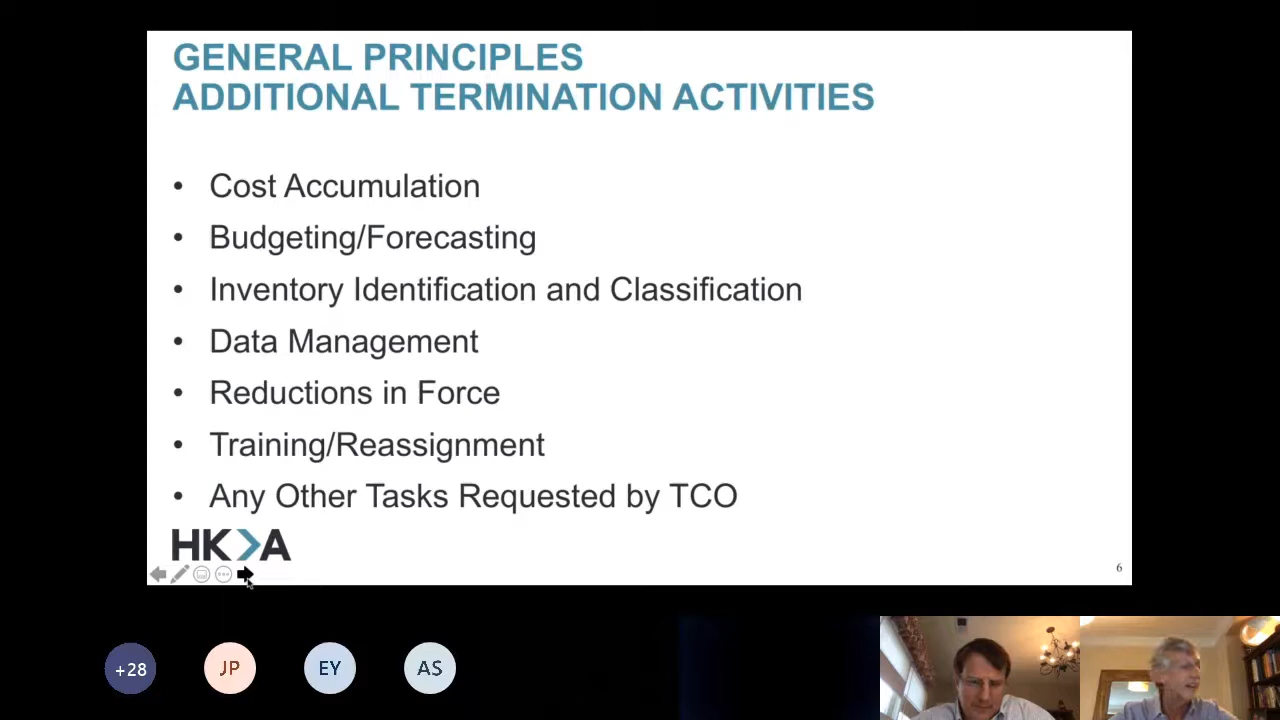 GENERAL PRINCIPLES
ADDITIONAL TERMINATION ACTIVITIES
• Cost Accumulation
• Budgeting/Forecasting
• Inventory Identification and Classification
• Data Management
• Reductions in Force
• Training/Reassignment
• Any Other Tasks Requested by TCO
HKA
6
+28
JP
EY
AS